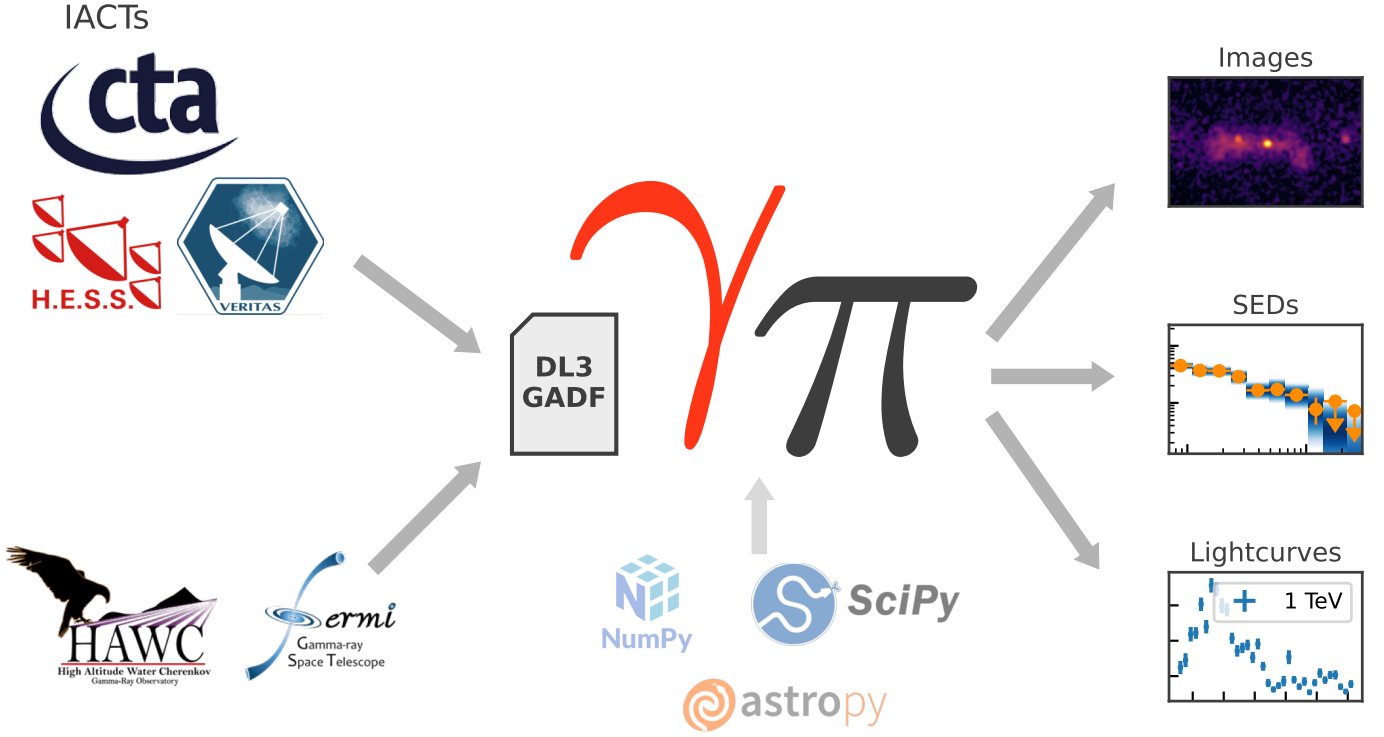 IACTs
cta
H.E.S.S.
VERITAS
DL3
GADF
γπ
HAWC
High Altitude Water Cherenkov
Gamma-Ray Observatory
Fermi
Gamma-ray
Space Telescope
N
NumPy
SciPy
astropy
Images
SEDs
Lightcurves
1 TeV